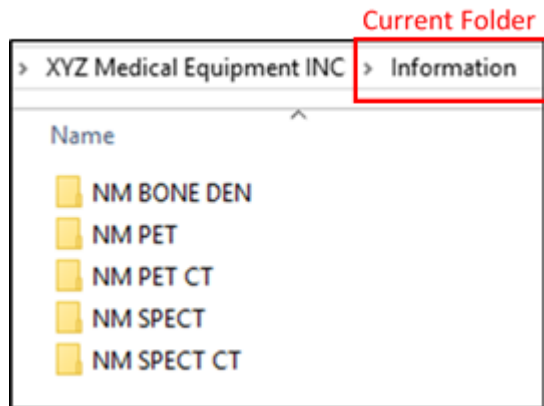 Current Folder
> XYZ Medical Equipment INC > Information
Name
NM BONE DEN
NM PET
NM PET CT
NM SPECT
NM SPECT CT